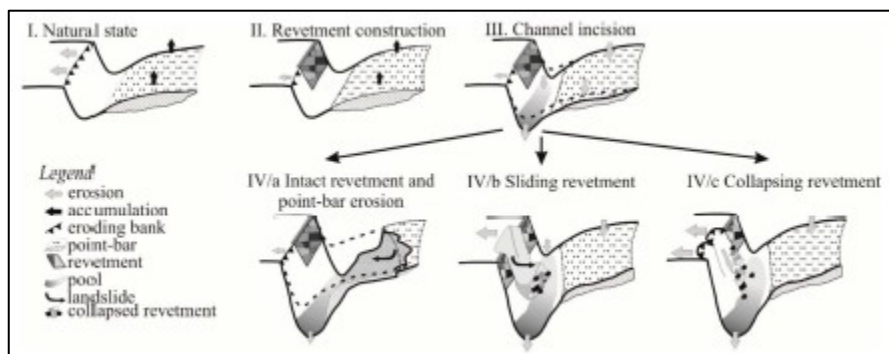 I. Natural state
II. Revetment construction
III. Channel incision
Legend
erosion
accumulation
eroding bank
point-bar
revetment
pool
landslide
collapsed revetment
IV/a Intact revetment and
point-bar erosion
IV/b Sliding revetment
IV/c Collapsing revetment